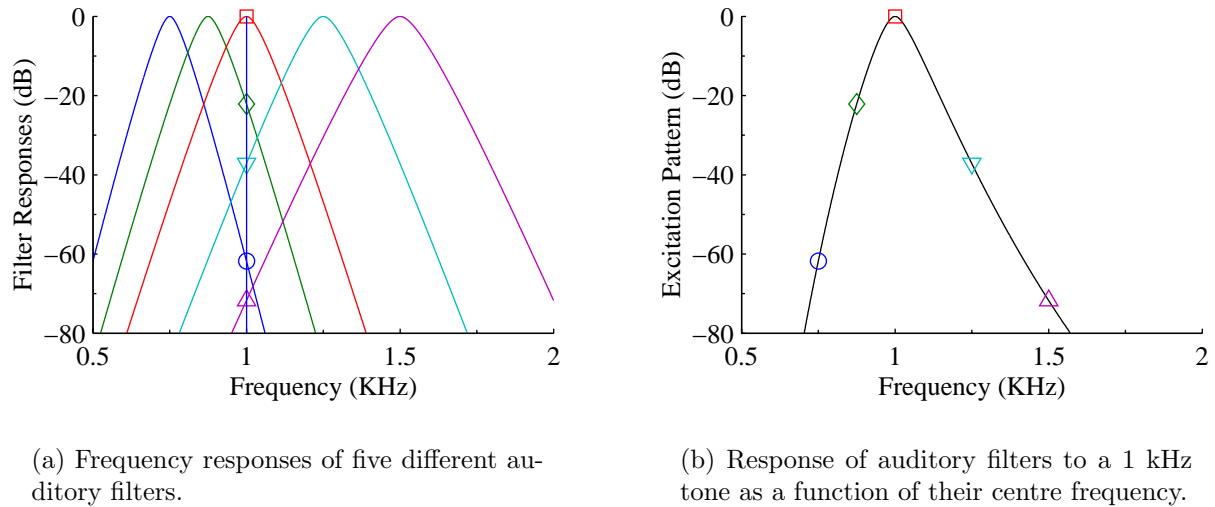 0
−20
−40
−60
−80
0.5
1
1.5
2
Frequency (KHz)
Filter Responses (dB)
0
−20
−40
−60
−80
0.5
1
1.5
2
Frequency (KHz)
Excitation Pattern (dB)
(a) Frequency responses of five different au-
ditory filters.
(b) Response of auditory filters to a 1 kHz
tone as a function of their centre frequency.